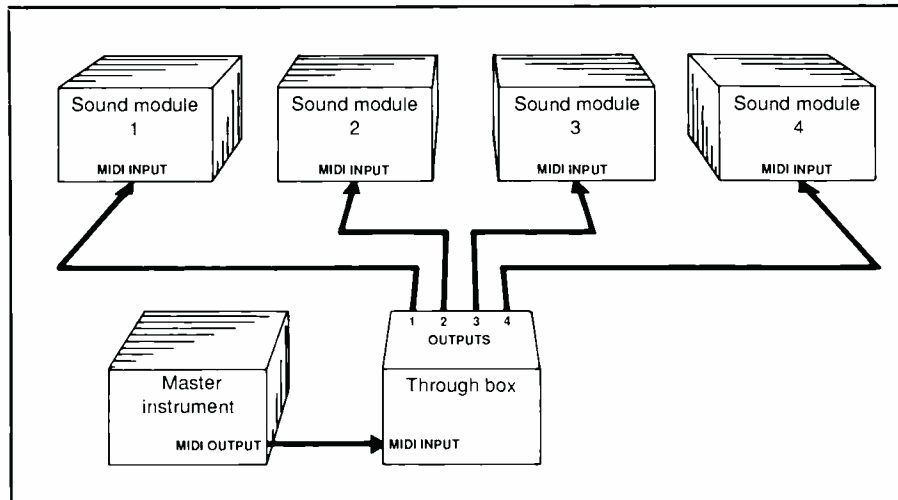 Sound module
1
MIDI INPUT
Sound module
2
MIDI INPUT
Sound module
3
MIDI INPUT
Sound module
4
MIDI INPUT
1 2 3 4
OUTPUTS
Master
instrument
MIDI OUTPUT
Through box
MIDI INPUT